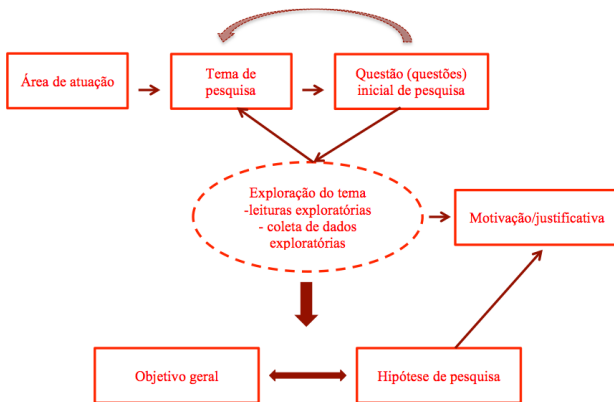 Área de atuação
Tema de
pesquisa
Questão (questões)
inicial de pesquisa
Exploração do tema
-leituras exploratórias
- coleta de dados
exploratórias
Motivação/justificativa
Objetivo geral
Hipótese de pesquisa